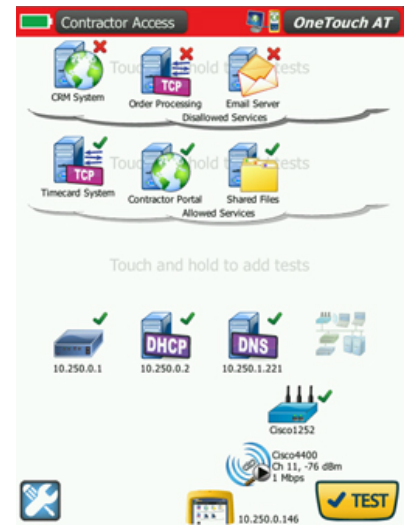 Contractor Access
OneTouch AT
Touch and hold to add tests
CRM System
TCP
Order Processing
Email Server
Disallowed Services
Touch and hold to add tests
TCP
Timecard System
Contractor Portal
Shared Files
Allowed Services
Touch and hold to add tests
10.250.0.1
DHCP
10.250.0.2
DNS
10.250.1.221
Cisco1252
Cisco4400
Ch 11, -76 dBm
1 Mbps
10.250.0.146
TEST